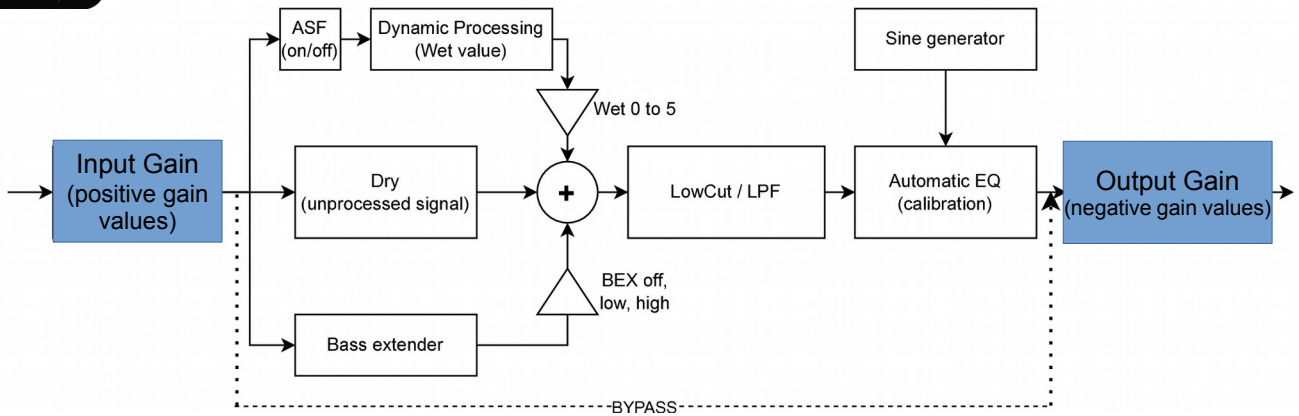 ASF
(on/off)
Dynamic Processing
(Wet value)
Sine generator
Wet 0 to 5
Input Gain
(positive gain
values)
Dry
(unprocessed signal)
+
LowCut / LPF
Automatic EQ
(calibration)
Output Gain
(negative gain values)
BEX off,
low, high
Bass extender
BYPASS